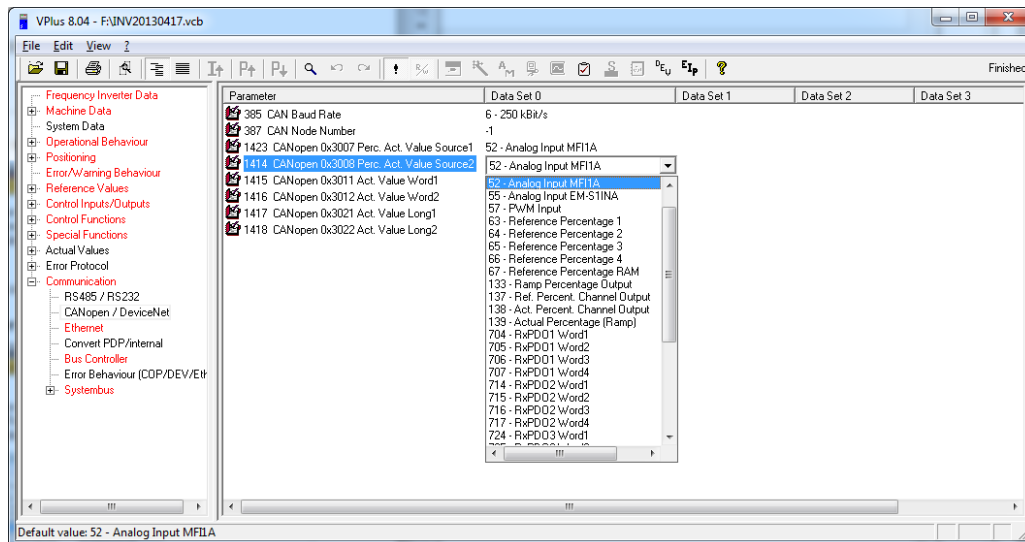 VPlus 8.04 - F:\INV20130417.vcb
File Edit View ?
Finished
Frequency Inverter Data
Machine Data
System Data
Operational Behaviour
Positioning
Error/Warning Behaviour
Reference Values
Control Inputs/Outputs
Control Functions
Special Functions
Actual Values
Error Protocol
Communication
RS485 / RS232
CANopen / DeviceNet
Ethernet
Convert PDP/internal
Bus Controller
Error Behaviour (COP/DEV/Eth
Systembus
Parameter Data Set 0 Data Set 1 Data Set 2 Data Set 3
385 CAN Baud Rate 6 - 250 kBit/s
387 CAN Node Number -1
1423 CANopen 0x3007 Perc. Act. Value Source1 52 - Analog Input MFI1A
1414 CANopen 0x3008 Perc. Act. Value Source2 52 - Analog Input MFI1A
1415 CANopen 0x3011 Act. Value Word1
1416 CANopen 0x3012 Act. Value Word2
1417 CANopen 0x3021 Act. Value Long1
1418 CANopen 0x3022 Act. Value Long2
52 - Analog Input MFI1A
55 - Analog Input EM-S1INA
57 - PWM Input
63 - Reference Percentage 1
64 - Reference Percentage 2
65 - Reference Percentage 3
66 - Reference Percentage 4
67 - Reference Percentage RAM
133 - Ramp Percentage Output
137 - Ref. Percent. Channel Output
138 - Act. Percent. Channel Output
139 - Actual Percentage (Ramp)
704 - RxPDO1 Word1
705 - RxPDO1 Word2
706 - RxPDO1 Word3
707 - RxPDO1 Word4
714 - RxPDO2 Word1
715 - RxPDO2 Word2
716 - RxPDO2 Word3
717 - RxPDO2 Word4
724 - RxPDO3 Word1
Default value: 52 - Analog Input MFI1A